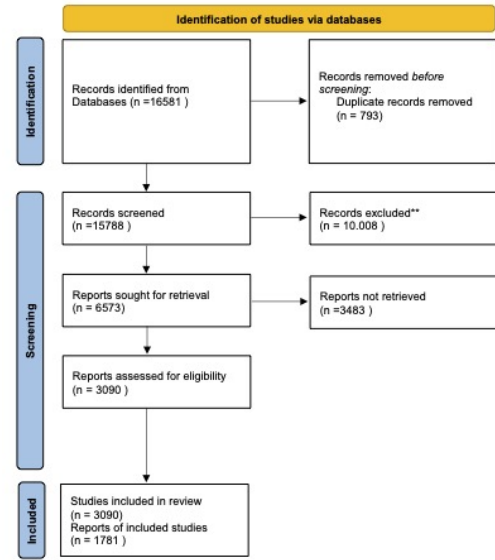 Identification of studies via databases
Identification
Records identified from
Databases (n =16581 )
Records removed before
screening:
Duplicate records removed
(n = 793)
Screening
Records screened
(n =15788 )
Records excluded**
(n = 10.008)
Reports sought for retrieval
(n = 6573)
Reports not retrieved
(n =3483 )
Reports assessed for eligibility
(n = 3090 )
Included
Studies included in review
(n = 3090)
Reports of included studies
(n = 1781 )